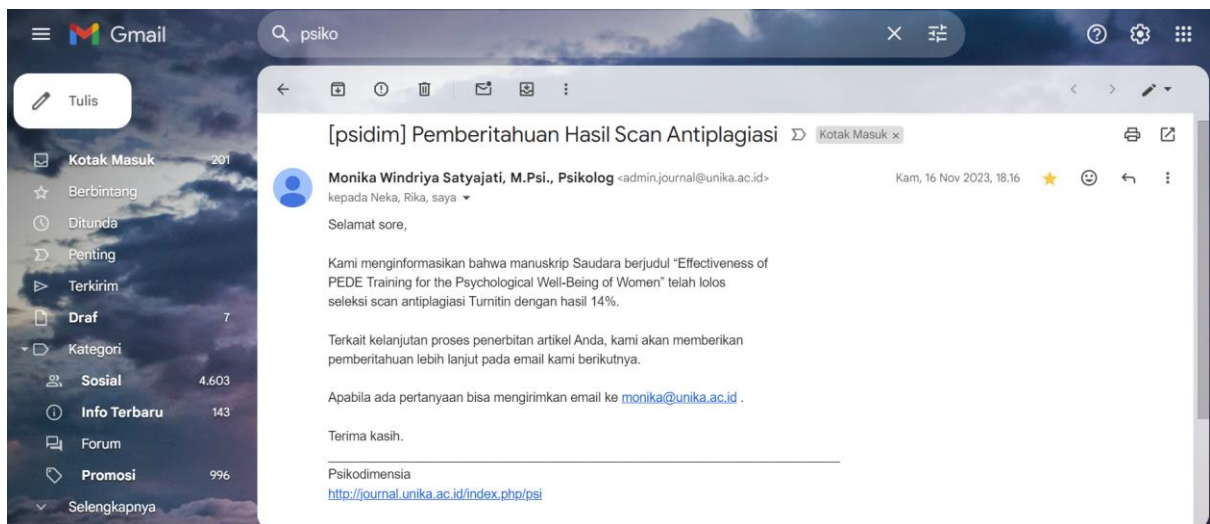 Gmail
psiko
Tulis
Kotak Masuk 201
Berbintang
Ditunda
Penting
Terkirim
Draf 7
Kategori
Sosial 4.603
Info Terbaru 143
Forum
Promosi 996
Selengkapnya
[psidim] Pemberitahuan Hasil Scan Antiplagiasi Kotak Masuk x
Monika Windriya Satyajati, M.Psi., Psikolog <admin.journal@unika.ac.id> Kam, 16 Nov 2023, 18.16
kepada Neka, Rika, saya
Selamat sore,
Kami menginformasikan bahwa manuskrip Saudara berjudul “Effectiveness of
PEDE Training for the Psychological Well-Being of Women” telah lolos
seleksi scan antiplagiasi Turnitin dengan hasil 14%.
Terkait kelanjutan proses penerbitan artikel Anda, kami akan memberikan
pemberitahuan lebih lanjut pada email kami berikutnya.
Apabila ada pertanyaan bisa mengirimkan email ke monika@unika.ac.id .
Terima kasih.
Psikodimensia
http://journal.unika.ac.id/index.php/psi